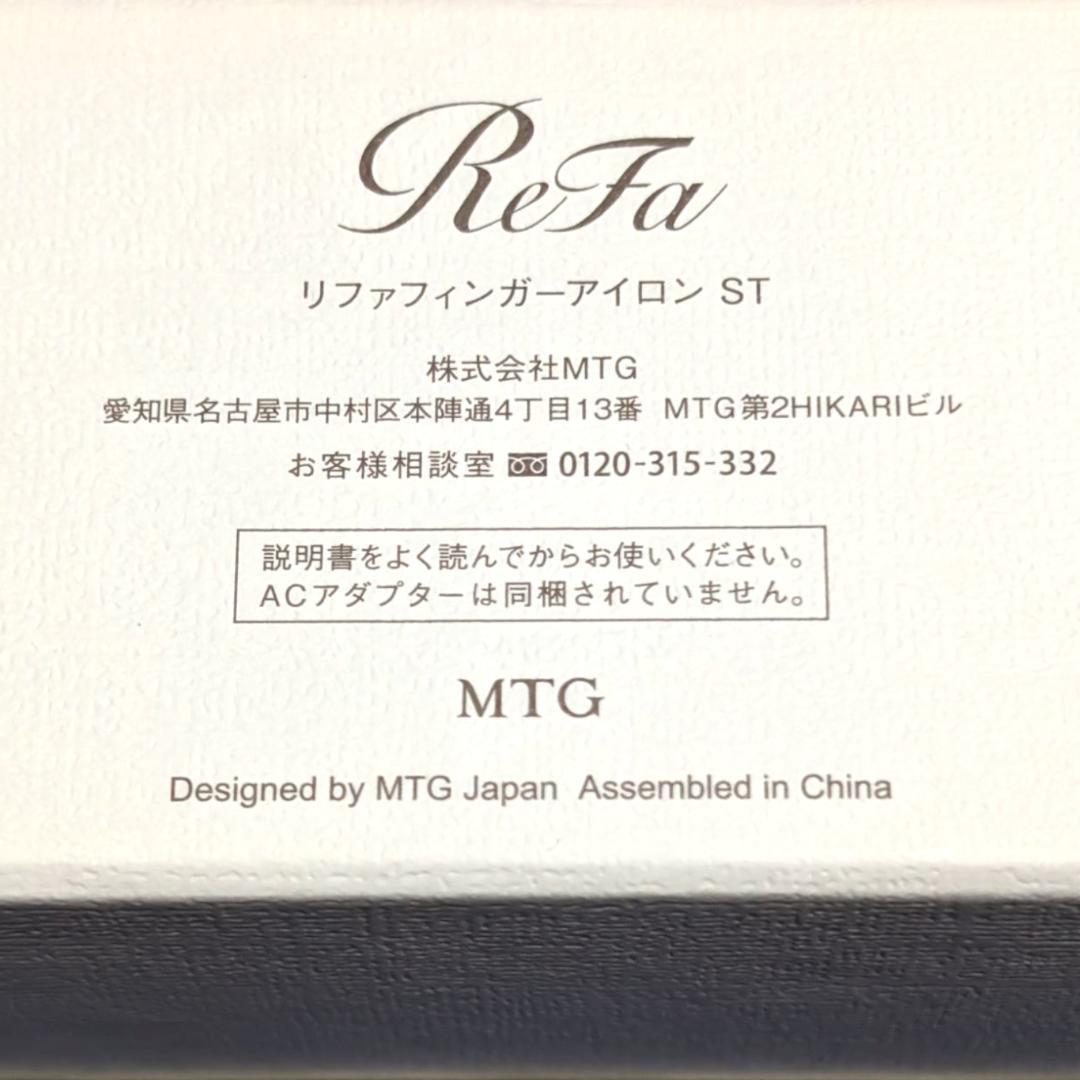 ReFa
リファフィンガーアイロン ST
株式会社MTG
愛知県名古屋市中村区本陣通4丁目13番 MTG第2HIKARIビル
お客様相談室 0120-315-332
説明書をよく読んでからお使いください。
ACアダプターは同梱されていません。
MTG
Designed by MTG Japan Assembled in China